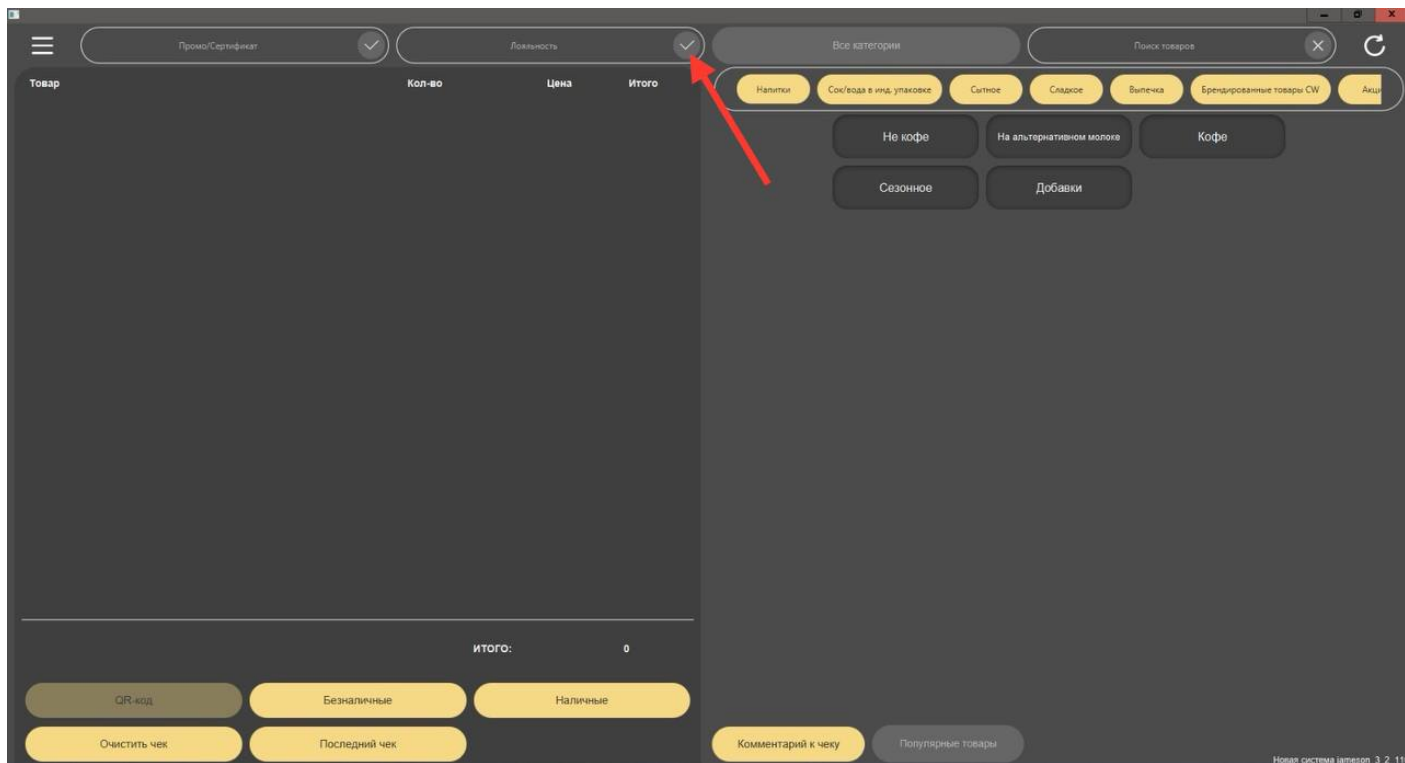 Промо/Сертификат
Лояльность
Все категории
Поиск товаров
Товар Кол-во Цена Итого
Напитки Сок/вода в инд. упаковке Сытное Сладкое Выпечка Брендированные товары CW Акци
Не кофе На альтернативном молоке Кофе
Сезонное Добавки
ИТОГО: 0
QR-код Безналичные Наличные
Очистить чек Последний чек
Комментарий к чеку Популярные товары
Новая система jameson_3_2_11